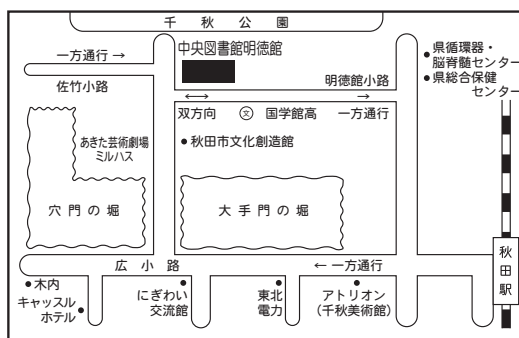 千秋公園
一方通行 →
中央図書館明徳館
佐竹小路
明徳館小路
県循環器・
脳脊髄センター
県総合保健
センター
双方向
文
国学館高
一方通行
あきた芸術劇場
ミルハス
秋田市文化創造館
穴門の堀
大手門の堀
広小路
← 一方通行
秋田駅
木内
キャッスル
ホテル
にぎわい
交流館
東北
電力
アトリオン
(千秋美術館)